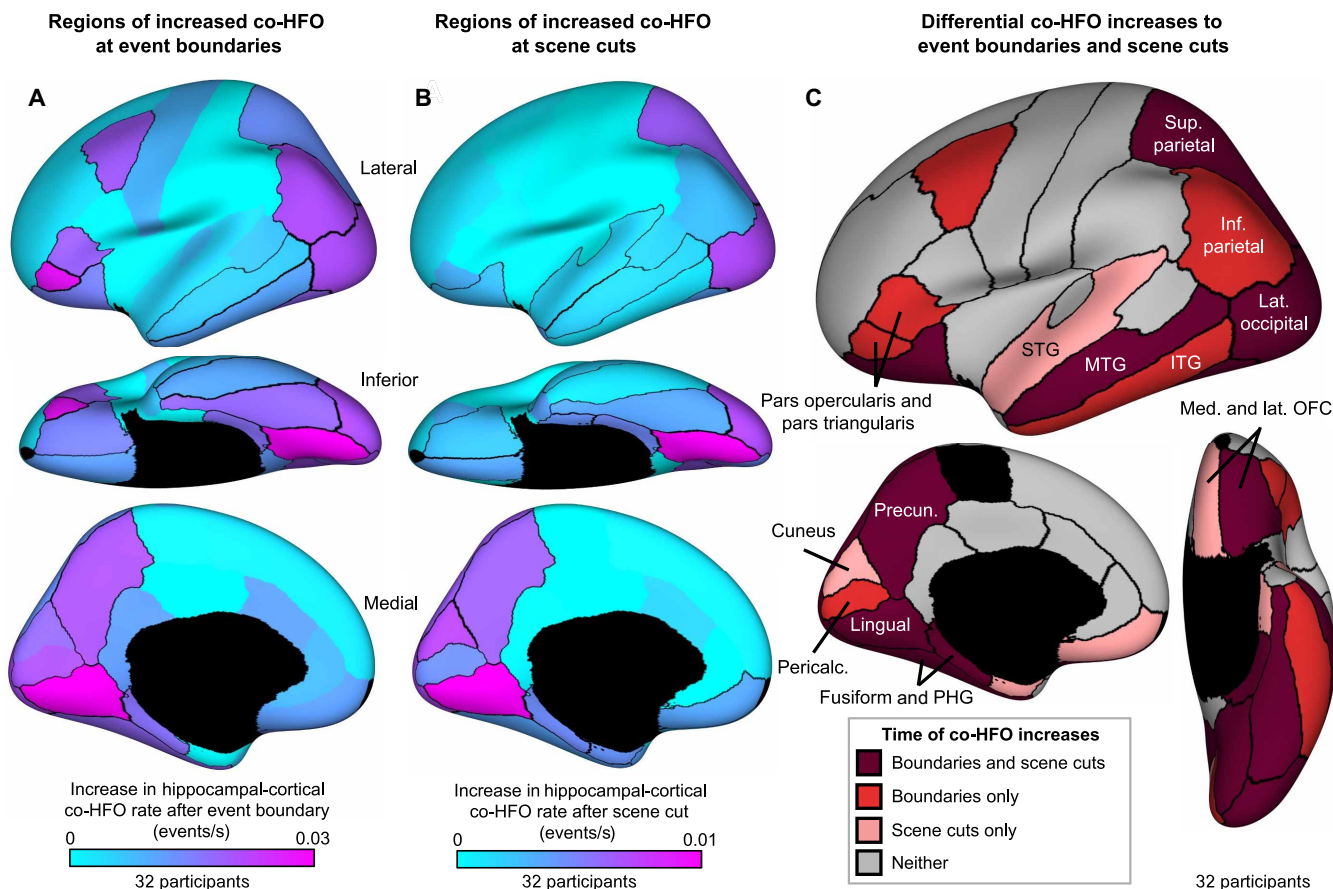 Regions of increased co-HFO
at event boundaries
Regions of increased co-HFO
at scene cuts
Differential co-HFO increases to
event boundaries and scene cuts
A
B
A
C
Lateral
Inferior
Medial
Sup.
parietal
Inf.
parietal
Lat.
occipital
STG
MTG
ITG
Pars opercularis and
pars triangularis
Med. and lat. OFC
Precun.
Cuneus
Lingual
Pericalc.
Fusiform and PHG
Time of co-HFO increases
Boundaries and scene cuts
Boundaries only
Scene cuts only
Neither
32 participants
Increase in hippocampal-cortical
co-HFO rate after event boundary
(events/s)
0
0.03
32 participants
Increase in hippocampal-cortical
co-HFO rate after scene cut
(events/s)
0
0.01
32 participants